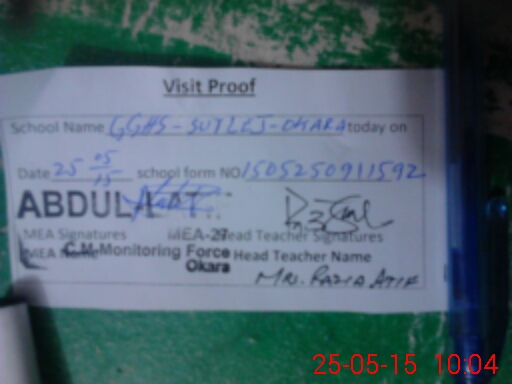 Visit Proof
School Name GGHS-SUTLEJ-OKARA today on
Date 25 05 15 school form NO 1505250911592
ABDUL
MEA Signatures MEA-27 Head Teacher Signatures
MEA C.M-Monitoring Force Head Teacher Name
Okara
Mrs. RAZIA ATIF
25-05-15 10:04